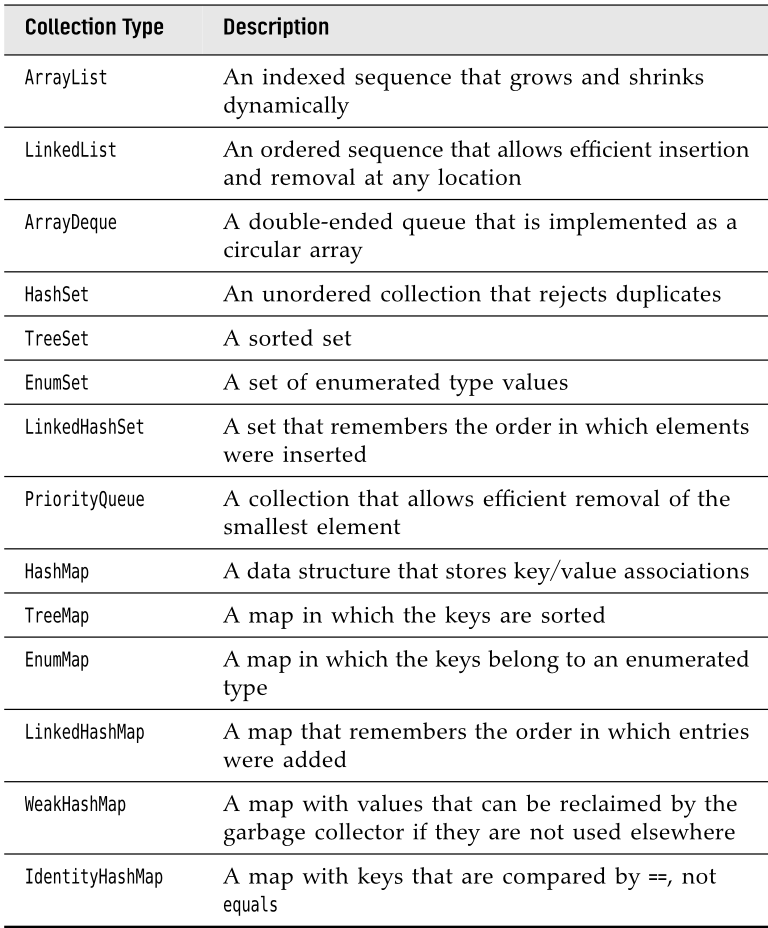 Collection Type Description
ArrayList An indexed sequence that grows and shrinks
dynamically
LinkedList An ordered sequence that allows efficient insertion
and removal at any location
ArrayDeque A double-ended queue that is implemented as a
circular array
HashSet An unordered collection that rejects duplicates
TreeSet A sorted set
EnumSet A set of enumerated type values
LinkedHashSet A set that remembers the order in which elements
were inserted
PriorityQueue A collection that allows efficient removal of the
smallest element
HashMap A data structure that stores key/value associations
TreeMap A map in which the keys are sorted
EnumMap A map in which the keys belong to an enumerated
type
LinkedHashMap A map that remembers the order in which entries
were added
WeakHashMap A map with values that can be reclaimed by the
garbage collector if they are not used elsewhere
IdentityHashMap A map with keys that are compared by ==, not
equals